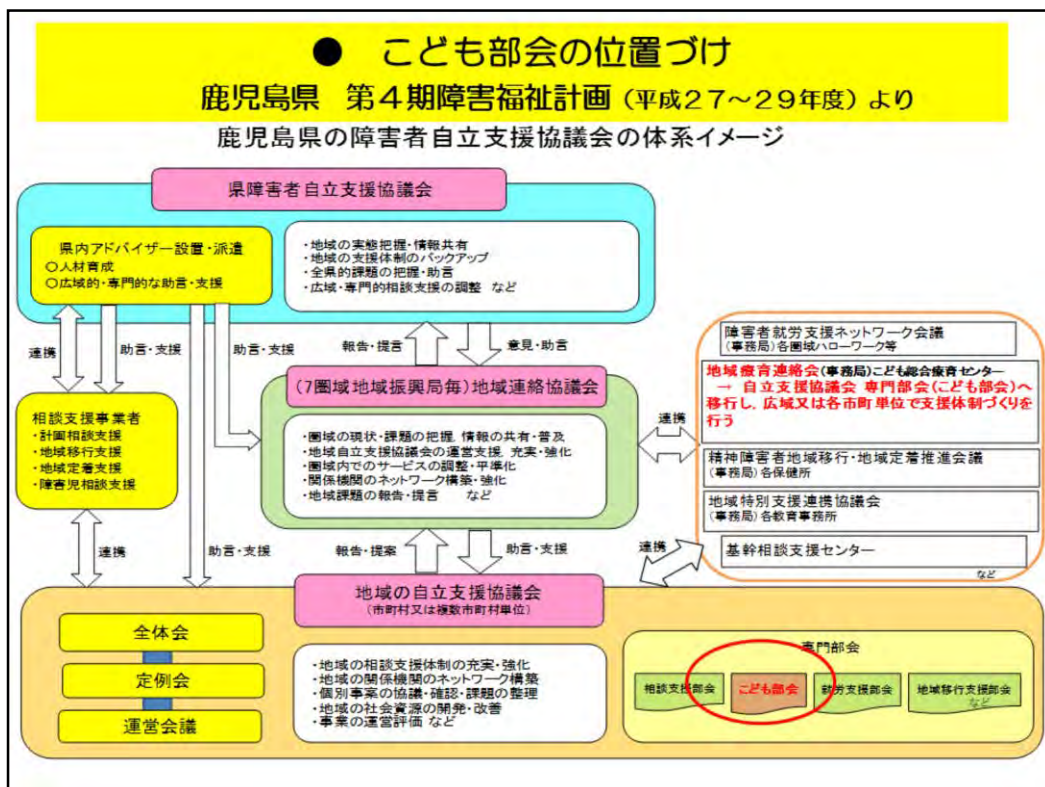 ● こども部会の位置づけ
鹿児島県 第4期障害福祉計画（平成27～29年度）より
鹿児島県の障害者自立支援協議会の体系イメージ
県障害者自立支援協議会
県内アドバイザー設置・派遣
○人材育成
○広域的・専門的な助言・支援
・地域の実態把握・情報共有
・地域の支援体制のバックアップ
・全県的課題の把握・助言
・広域・専門的相談支援の調整 など
連携
助言・支援
助言・支援
報告・提言
意見・助言
相談支援事業者
・計画相談支援
・地域移行支援
・地域定着支援
・障害児相談支援
(7圏域地域振興局毎)地域連絡協議会
・圏域の現状・課題の把握、情報の共有・普及
・地域自立支援協議会の運営支援、充実・強化
・圏域内でのサービスの調整・平準化
・関係機関のネットワーク構築・強化
・地域課題の報告・提言 など
連携
障害者就労支援ネットワーク会議
(事務局)各圏域ハローワーク等
地域療育連絡会(事務局)こども総合療育センター
→ 自立支援協議会 専門部会(こども部会)へ
移行し、広域又は各市町単位で支援体制づくりを
行う
精神障害者地域移行・地域定着推進会議
(事務局)各保健所
地域特別支援連携協議会
(事務局)各教育事務所
基幹相談支援センター
など
連携
助言・支援
報告・提案
助言・支援
連携
地域の自立支援協議会
(市町村又は複数市町村単位)
全体会
定例会
運営会議
・地域の相談支援体制の充実・強化
・地域の関係機関のネットワーク構築
・個別事案の協議・確認・課題の整理
・地域の社会資源の開発・改善
・事業の運営評価 など
専門部会
相談支援部会
こども部会
就労支援部会
地域移行支援部会
など